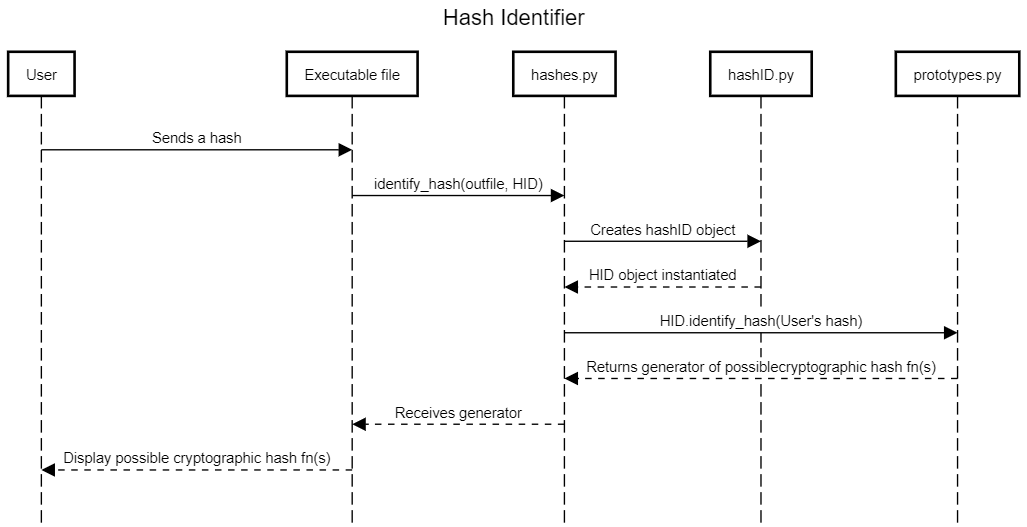 Hash Identifier
User
Executable file
hashes.py
hashID.py
prototypes.py
Sends a hash
identify_hash(outfile, HID)
Creates hashID object
HID object instantiated
HID.identify_hash(User's hash)
Returns generator of possiblecryptographic hash fn(s)
Receives generator
Display possible cryptographic hash fn(s)